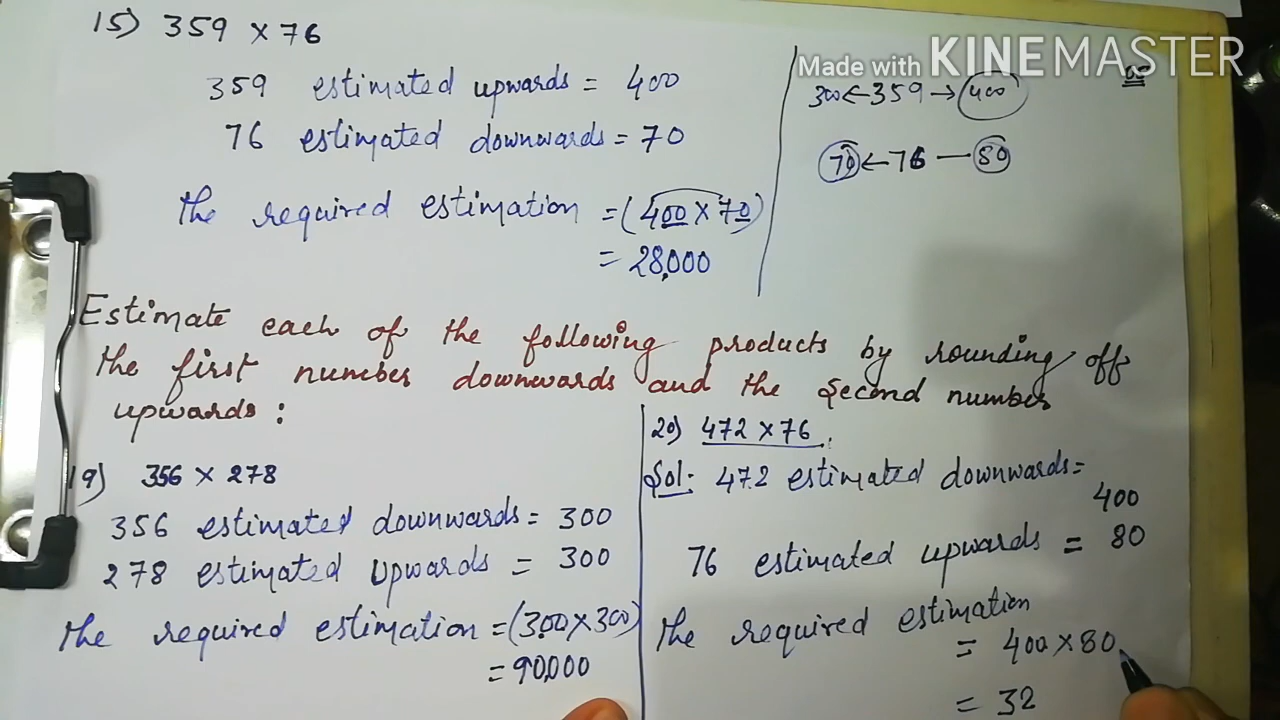 15) 359 × 76
359 estimated upwards = 400
76 estimated downwards = 70
The required estimation = (400 × 70)
= 28,000
Made with KINEMASTER
300 ← 359 → 400
70 ← 76 — 80
Estimate each of the following products by rounding off
the first number downwards and the second number
upwards :
19) 356 × 278
356 estimated downwards = 300
278 estimated upwards = 300
The required estimation = (300 × 300)
= 90,000
20) 472 × 76
Sol: 472 estimated downwards =
400
76 estimated upwards = 80
The required estimation
= 400 × 80
= 32